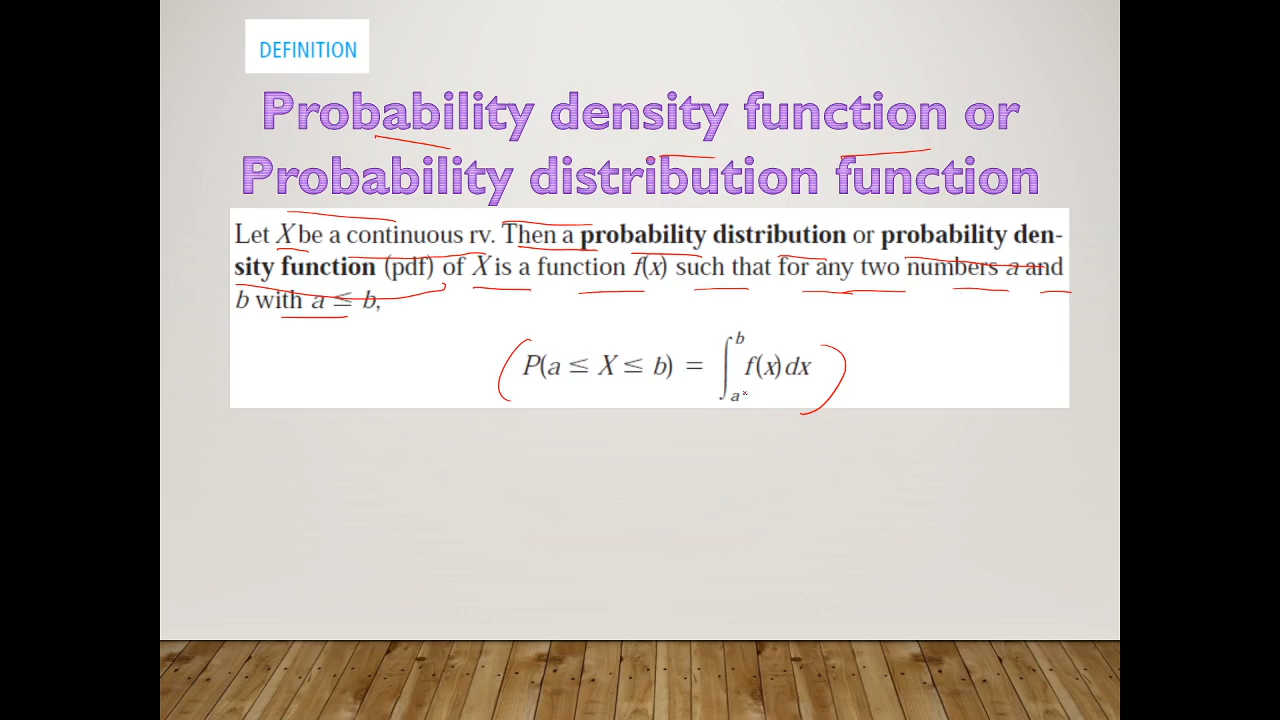 DEFINITION
Probability density function or
Probability distribution function
Let X be a continuous rv. Then a probability distribution or probability den-
sity function (pdf) of X is a function f(x) such that for any two numbers a and
b with a ≤ b,
P(a ≤ X ≤ b) = ∫_a^b f(x) dx